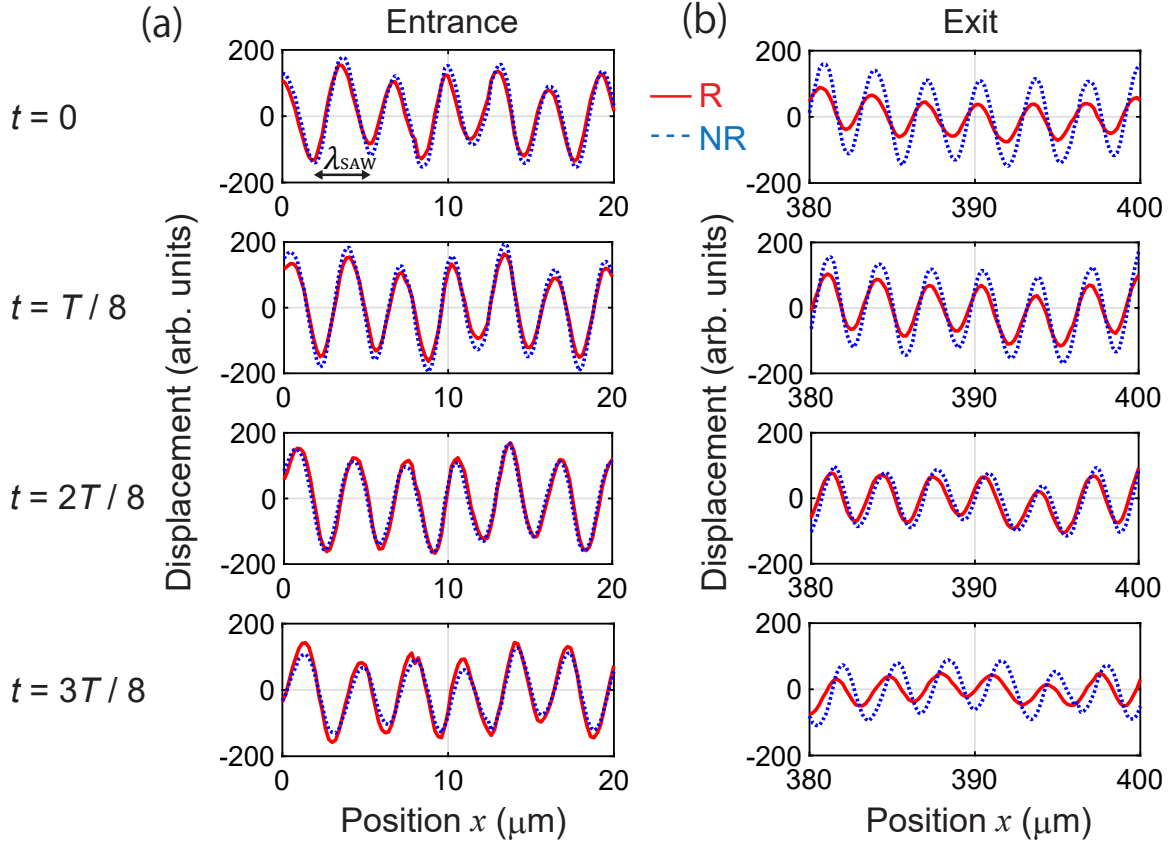 (a) Entrance
(b) Exit
t = 0
200
0
-200
0 10 20
λSAW
R
NR
200
0
-200
380 390 400
t = T / 8
200
0
-200
0 10 20
200
0
-200
380 390 400
t = 2T / 8
200
0
-200
0 10 20
200
0
-200
380 390 400
t = 3T / 8
200
0
-200
0 10 20
200
0
-200
380 390 400
Displacement (arb. units)
Displacement (arb. units)
Position x (μm)
Position x (μm)